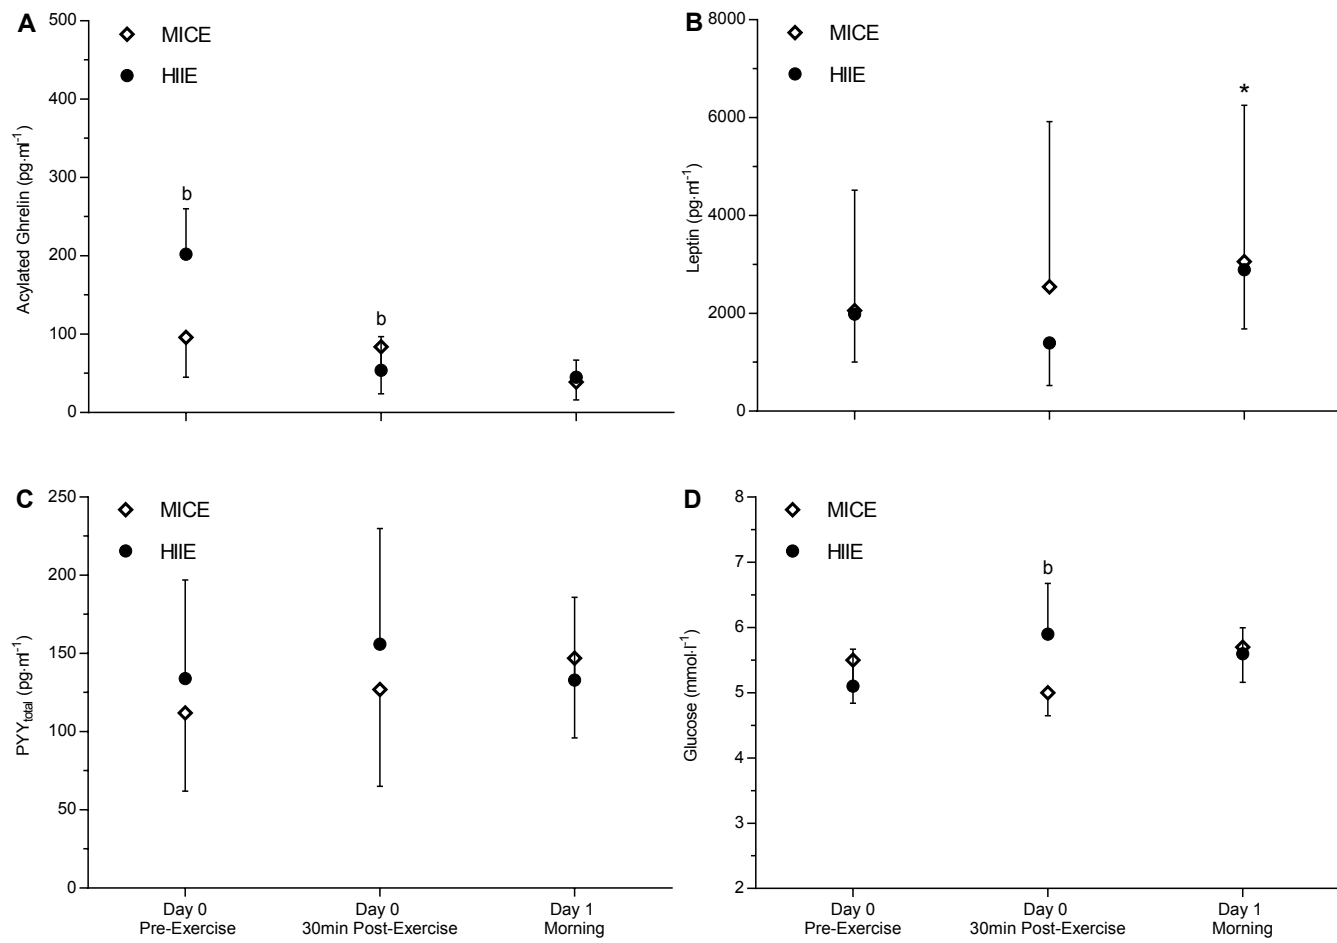 A
MICE
HIIE
Acylated Ghrelin (pg·ml⁻¹)
500
400
300
200
100
0
b
b
B
MICE
HIIE
Leptin (pg·ml⁻¹)
8000
6000
4000
2000
0
*
C
MICE
HIIE
PYYtotal (pg·ml⁻¹)
250
200
150
100
50
0
Day 0
Pre-Exercise
Day 0
30min Post-Exercise
Day 1
Morning
D
MICE
HIIE
Glucose (mmol·l⁻¹)
8
7
6
5
4
3
2
b
Day 0
Pre-Exercise
Day 0
30min Post-Exercise
Day 1
Morning